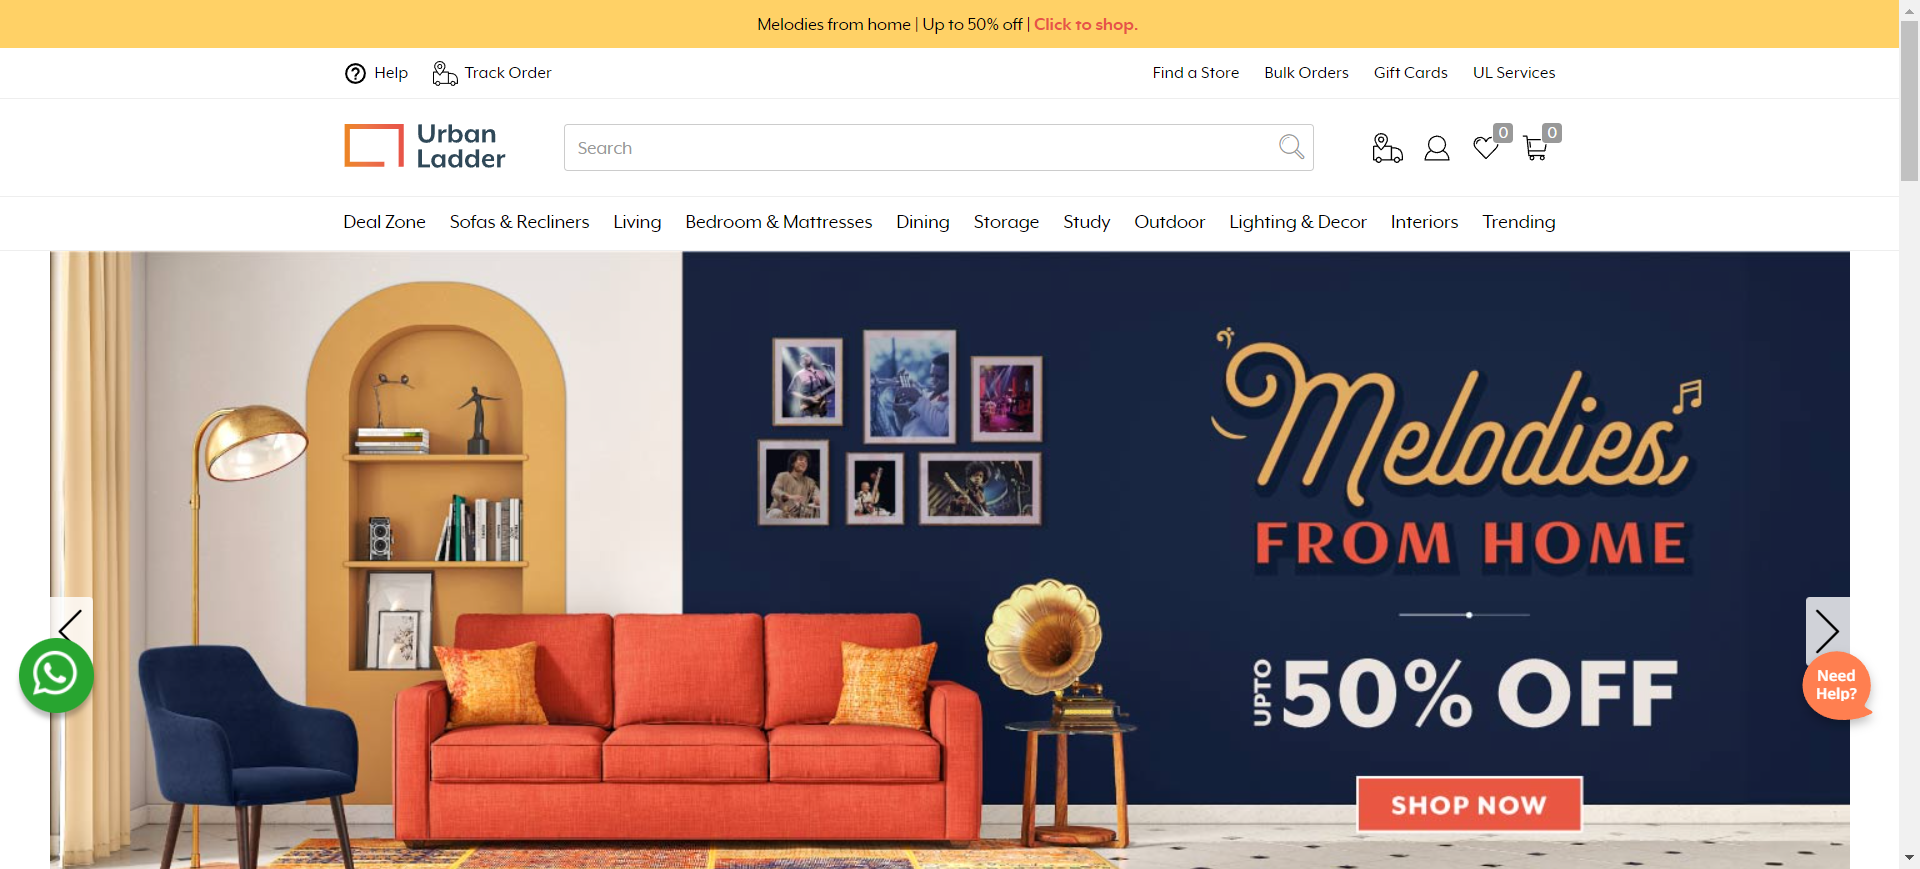 Melodies from home | Up to 50% off | Click to shop.
Help Track Order Find a Store Bulk Orders Gift Cards UL Services
Urban
Ladder
Search
0 0
Deal Zone Sofas & Recliners Living Bedroom & Mattresses Dining Storage Study Outdoor Lighting & Decor Interiors Trending
Melodies
FROM HOME
UPTO 50% OFF
Need
Help?
SHOP NOW